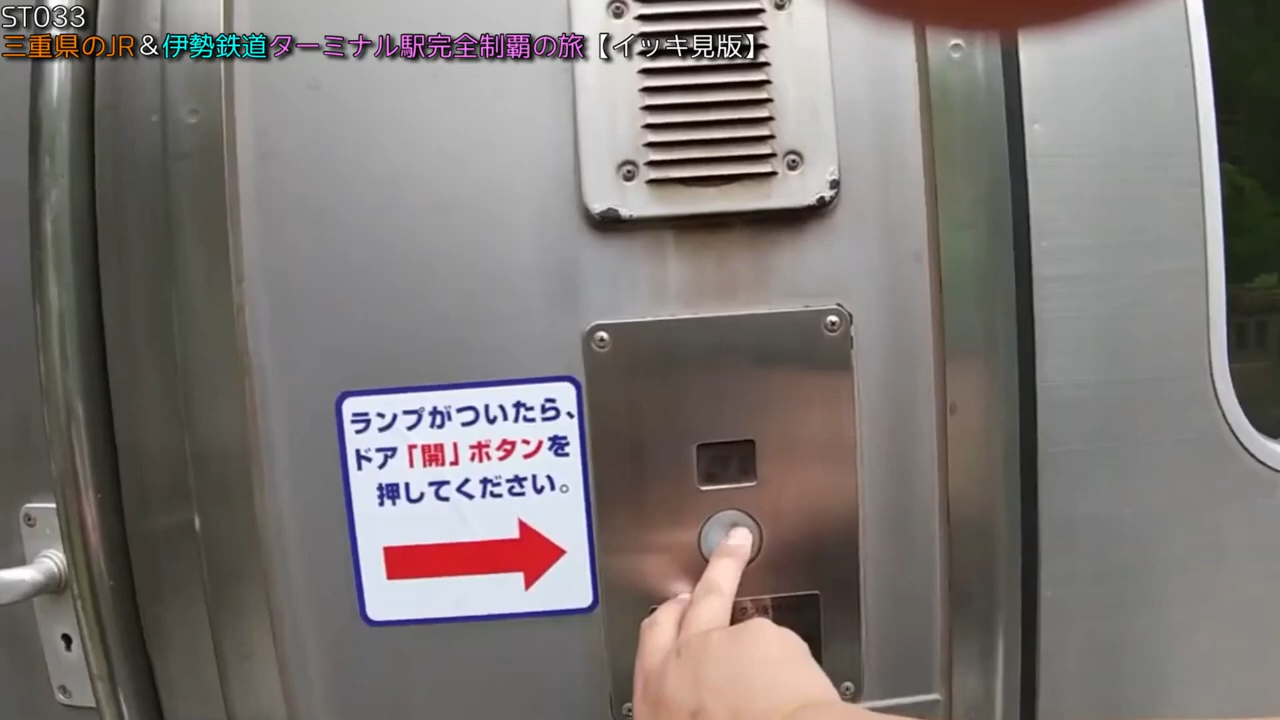 ST033
三重県のJR＆伊勢鉄道ターミナル駅完全制覇の旅【イッキ見版】
ランプがついたら、
ドア「開」ボタンを
押してください。